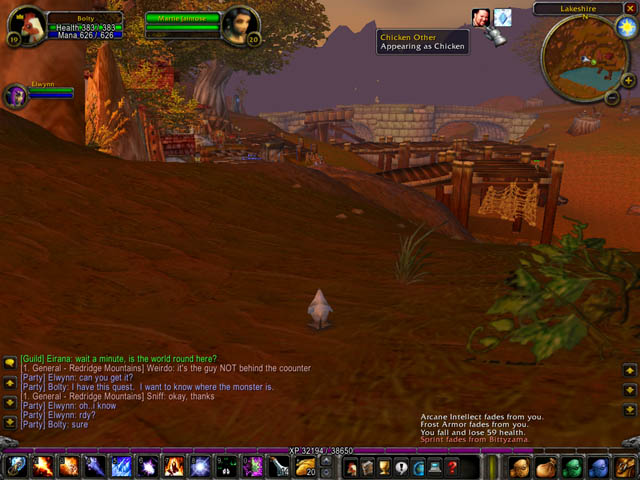 Bolty
Health 383 / 383
Mana 626 / 626
19
20
Elwynn
Chicken Other
Appearing as Chicken
Lakeshire
N
[Guild] Eirana: wait a minute, is the world round here?
[1. General - Redridge Mountains] Weirdo: it's the guy NOT behind the coounter
[Party] Elwynn: can you get it?
[Party] Bolty: I have this quest.  I want to know where the monster is.
[1. General - Redridge Mountains] Sniff: okay, thanks
[Party] Elwynn: oh..i know
[Party] Elwynn: rdy?
[Party] Bolty: sure
Arcane Intellect fades from you.
Frost Armor fades from you.
You fall and lose 59 health.
Sprint fades from Bittyzama.
XP 32194 / 38650
20